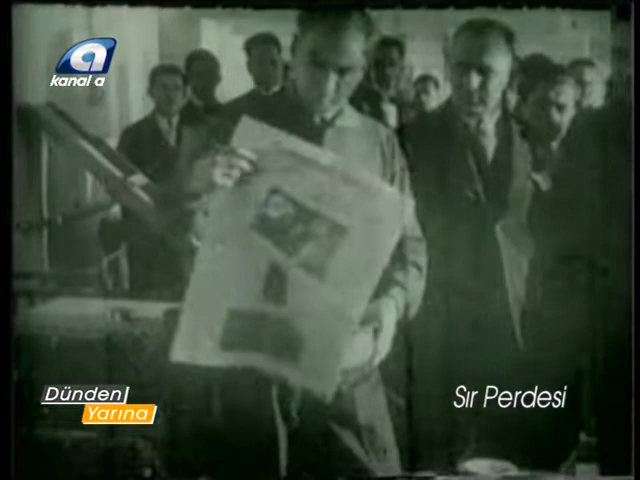 a
kanal a
Dünden
Yarına
Sır Perdesi